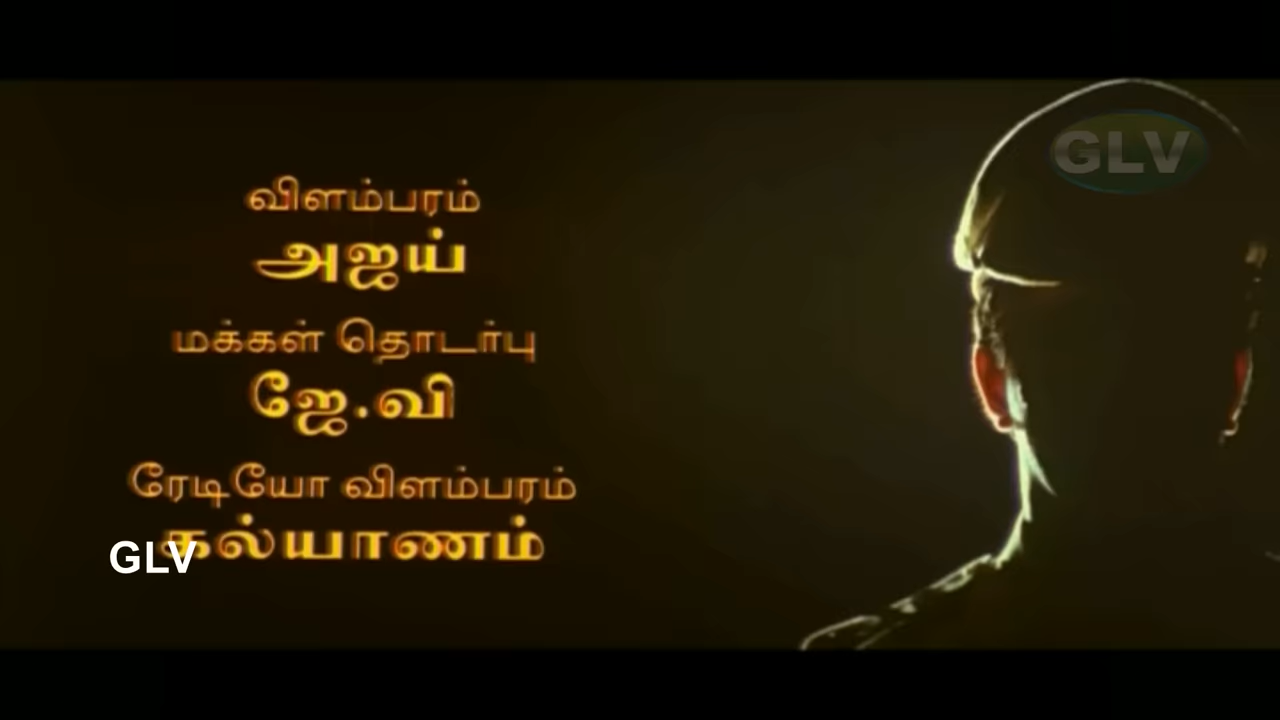 GLV
விளம்பரம்
அஜய்
மக்கள் தொடர்பு
ஜே.வி
ரேடியோ விளம்பரம்
கல்யாணம்
GLV